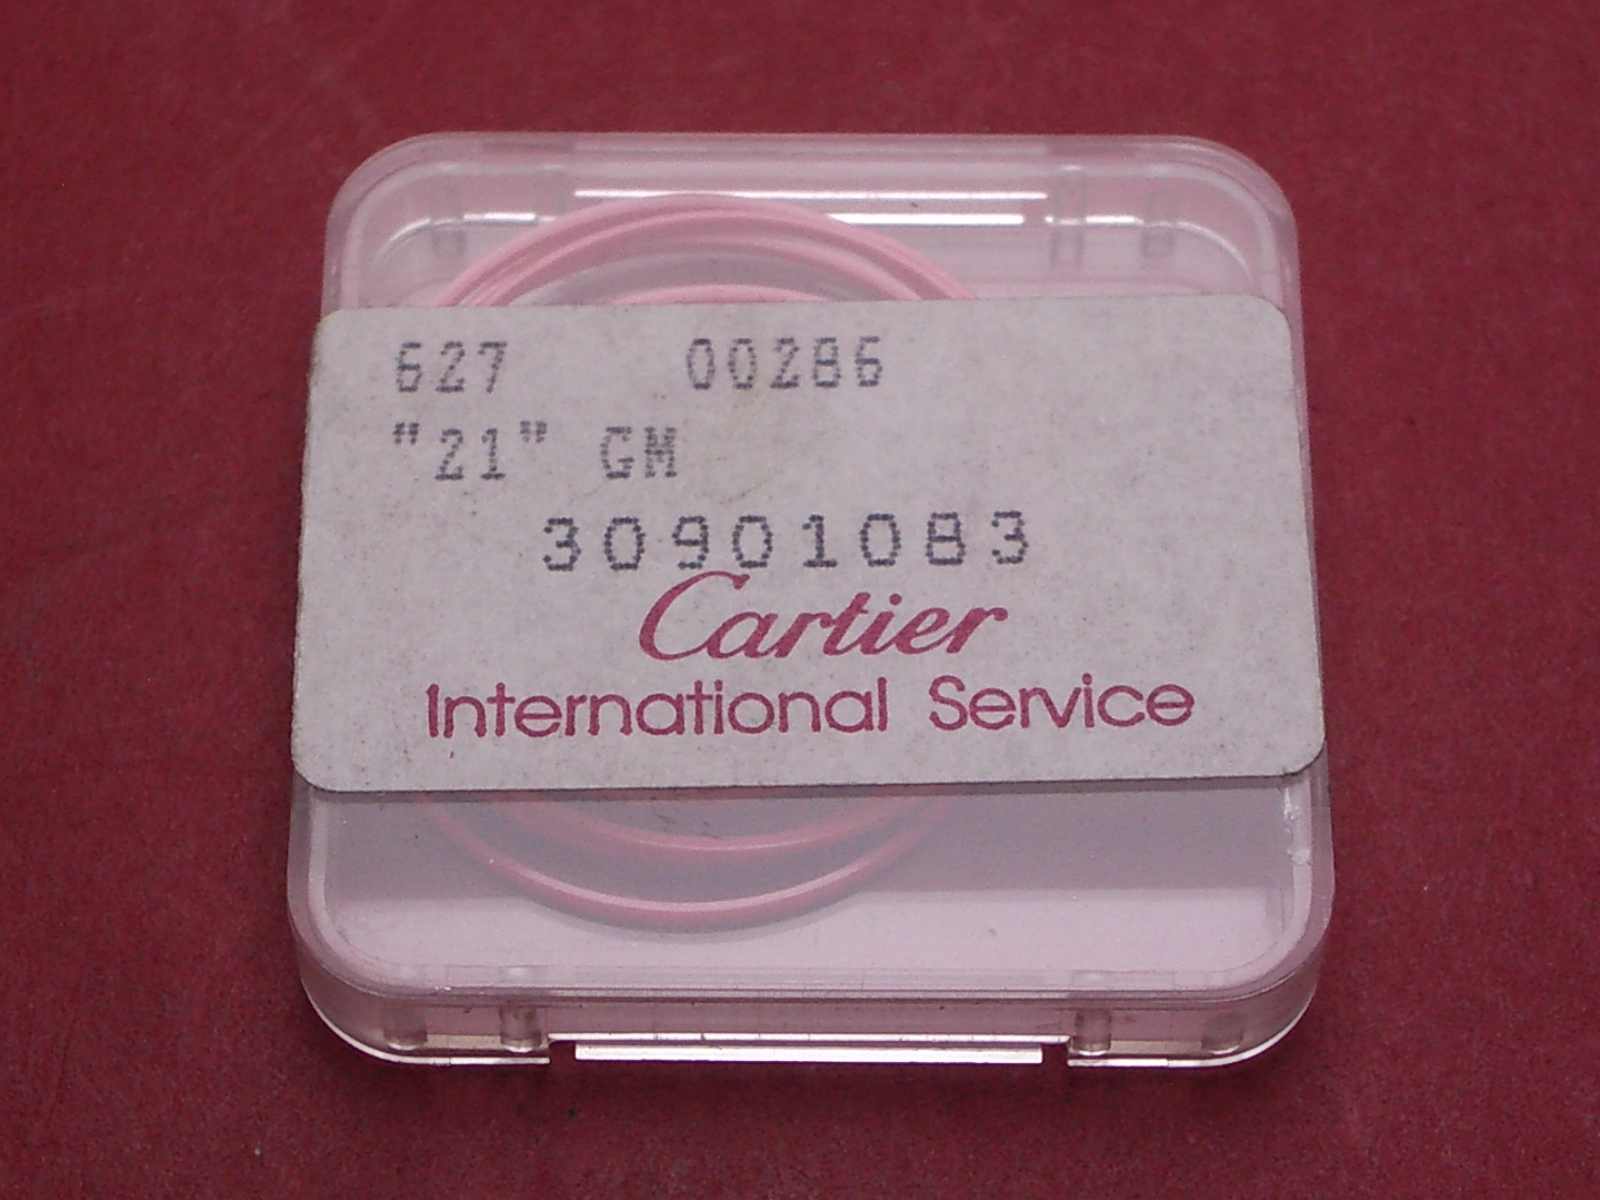 627 00286
"21" GM
30901083
Cartier
International Service